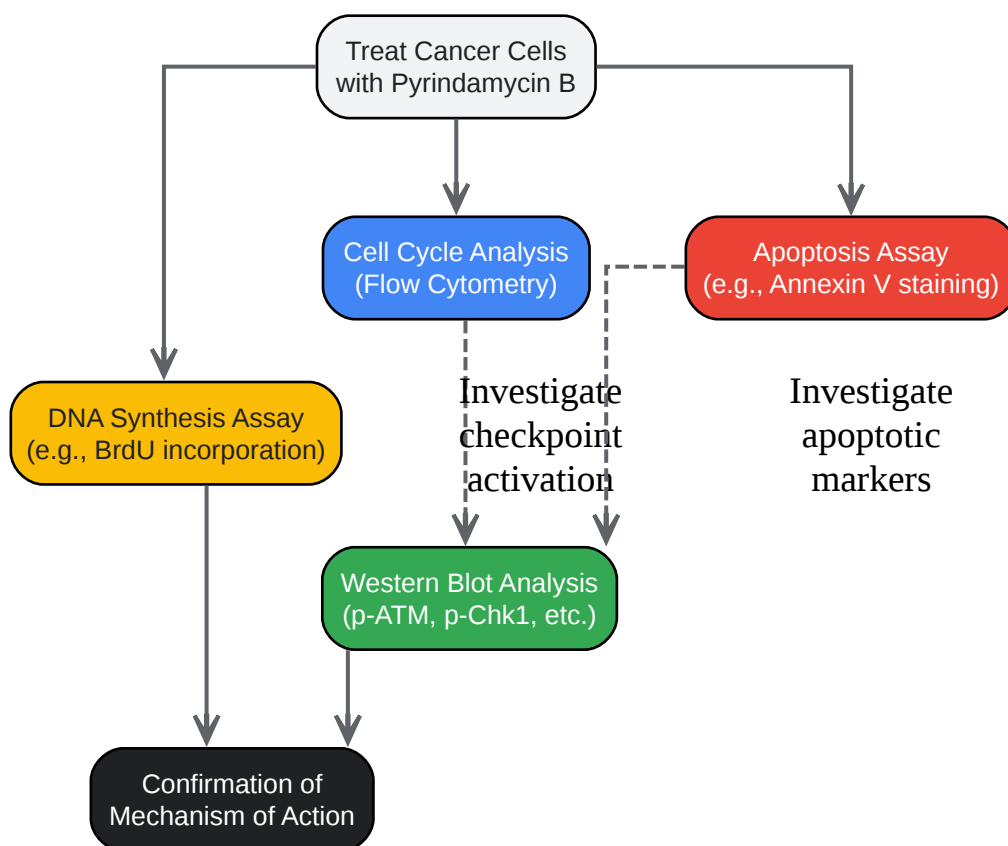 Treat Cancer Cells
with Pyrindamycin B
Cell Cycle Analysis
(Flow Cytometry)
Apoptosis Assay
(e.g., Annexin V staining)
DNA Synthesis Assay
(e.g., BrdU incorporation)
Investigate
checkpoint
activation
Investigate
apoptotic
markers
Western Blot Analysis
(p-ATM, p-Chk1, etc.)
Confirmation of
Mechanism of Action